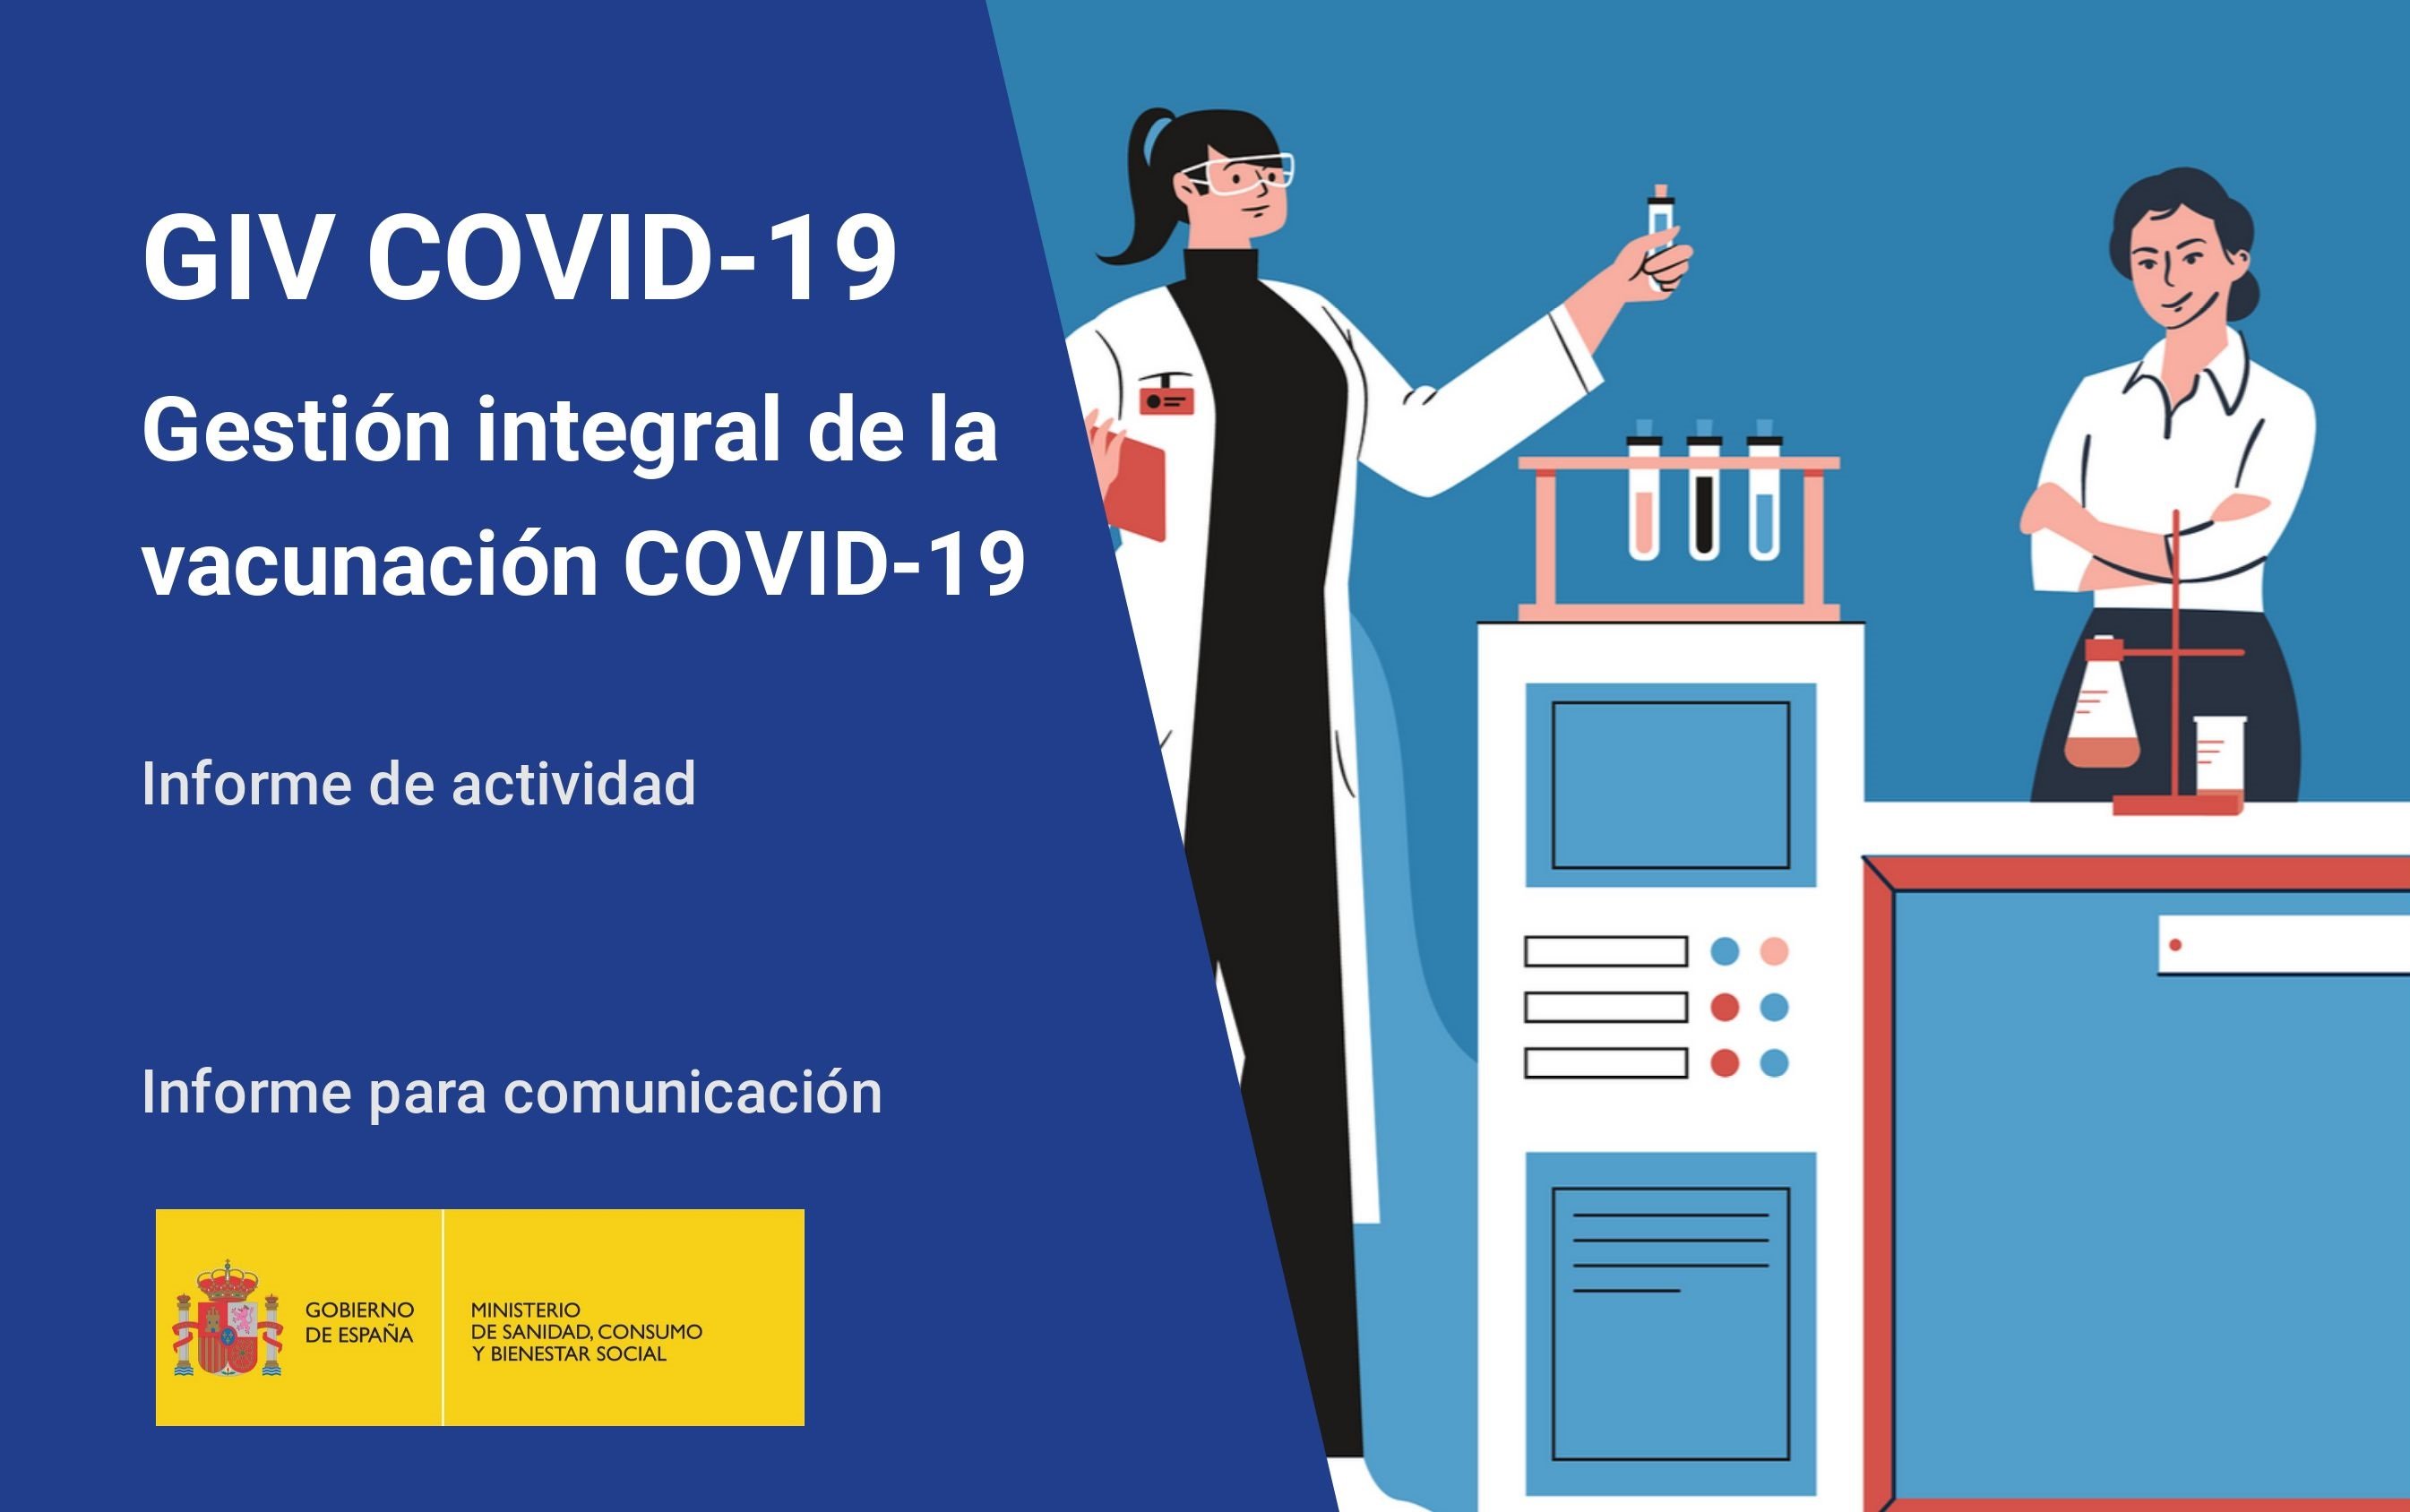 GIV COVID-19
Gestión integral de la
vacunación COVID-19
Informe de actividad
Informe para comunicación
GOBIERNO
DE ESPAÑA
MINISTERIO
DE SANIDAD, CONSUMO
Y BIENESTAR SOCIAL